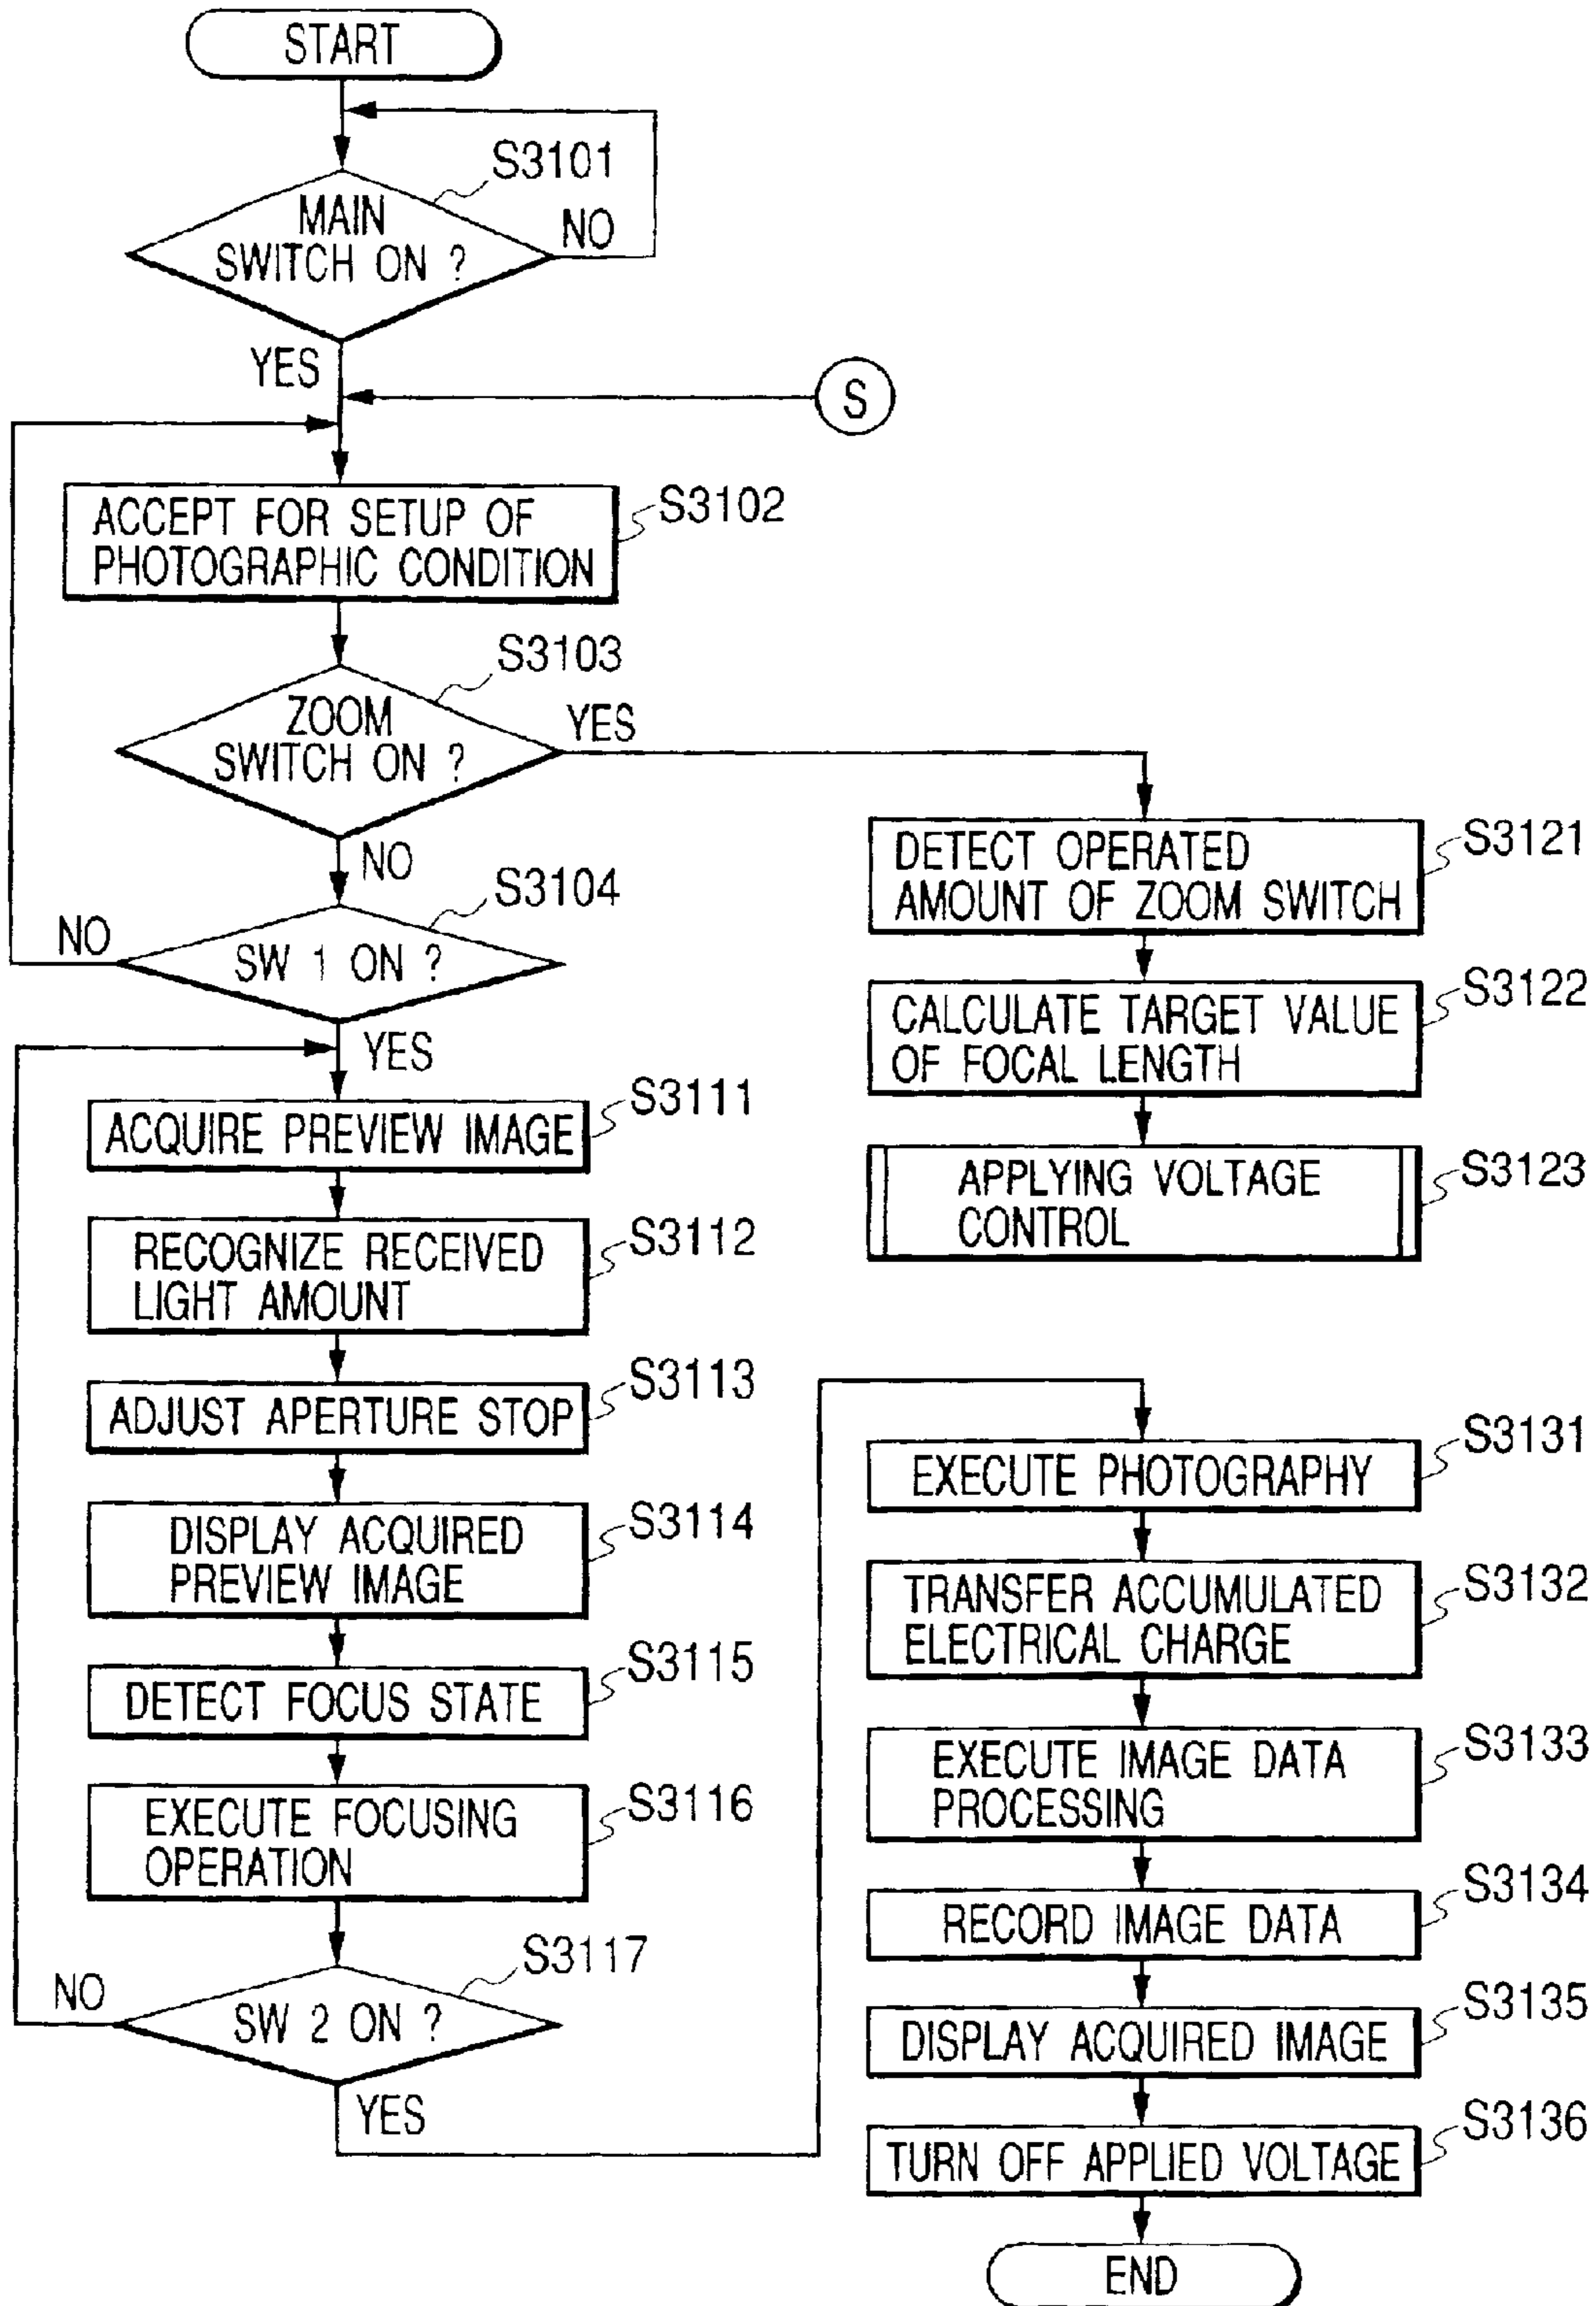 START
S3101
MAIN
SWITCH ON ?
NO
YES
S
S3102
ACCEPT FOR SETUP OF
PHOTOGRAPHIC CONDITION
S3103
ZOOM
SWITCH ON ?
YES
NO
S3104
SW 1 ON ?
NO
YES
S3111
ACQUIRE PREVIEW IMAGE
S3112
RECOGNIZE RECEIVED
LIGHT AMOUNT
S3113
ADJUST APERTURE STOP
S3114
DISPLAY ACQUIRED
PREVIEW IMAGE
S3115
DETECT FOCUS STATE
S3116
EXECUTE FOCUSING
OPERATION
S3117
SW 2 ON ?
NO
YES
S3121
DETECT OPERATED
AMOUNT OF ZOOM SWITCH
S3122
CALCULATE TARGET VALUE
OF FOCAL LENGTH
S3123
APPLYING VOLTAGE
CONTROL
S3131
EXECUTE PHOTOGRAPHY
S3132
TRANSFER ACCUMULATED
ELECTRICAL CHARGE
S3133
EXECUTE IMAGE DATA
PROCESSING
S3134
RECORD IMAGE DATA
S3135
DISPLAY ACQUIRED IMAGE
S3136
TURN OFF APPLIED VOLTAGE
END